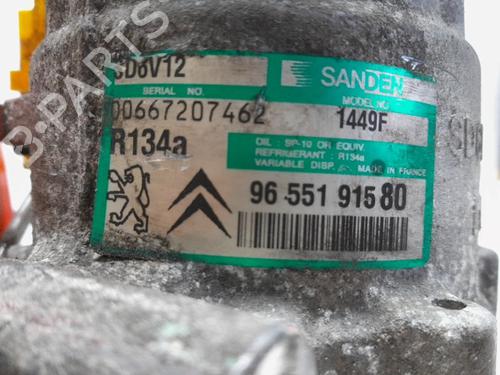 SD6V12
SANDEN
SERIAL NO.
MODEL NO.
00667207462
1449F
R134a
OIL : SP-10 OR EQUIV.
REFRIGERANT : R134a
VARIABLE DISP. MADE IN FRANCE
96 551 915 80
B-PARTS